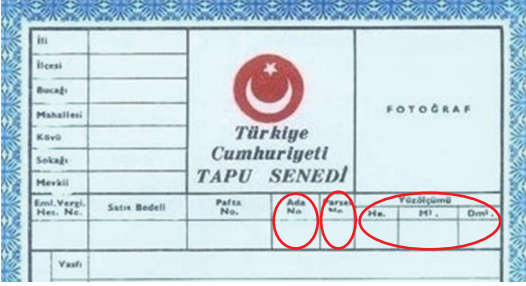 İli
İlçesi
Bucağı
Mahallesi
Köyü
Sokağı
Mevkii
Türkiye
Cumhuriyeti
TAPU SENEDİ
FOTOĞRAF
Eml. Vergi. Hes. No.
Satış Bedeli
Pafta No.
Ada No
Parsel No.
Yüzölçümü
Ha.
M².
Dm².
Vasfı